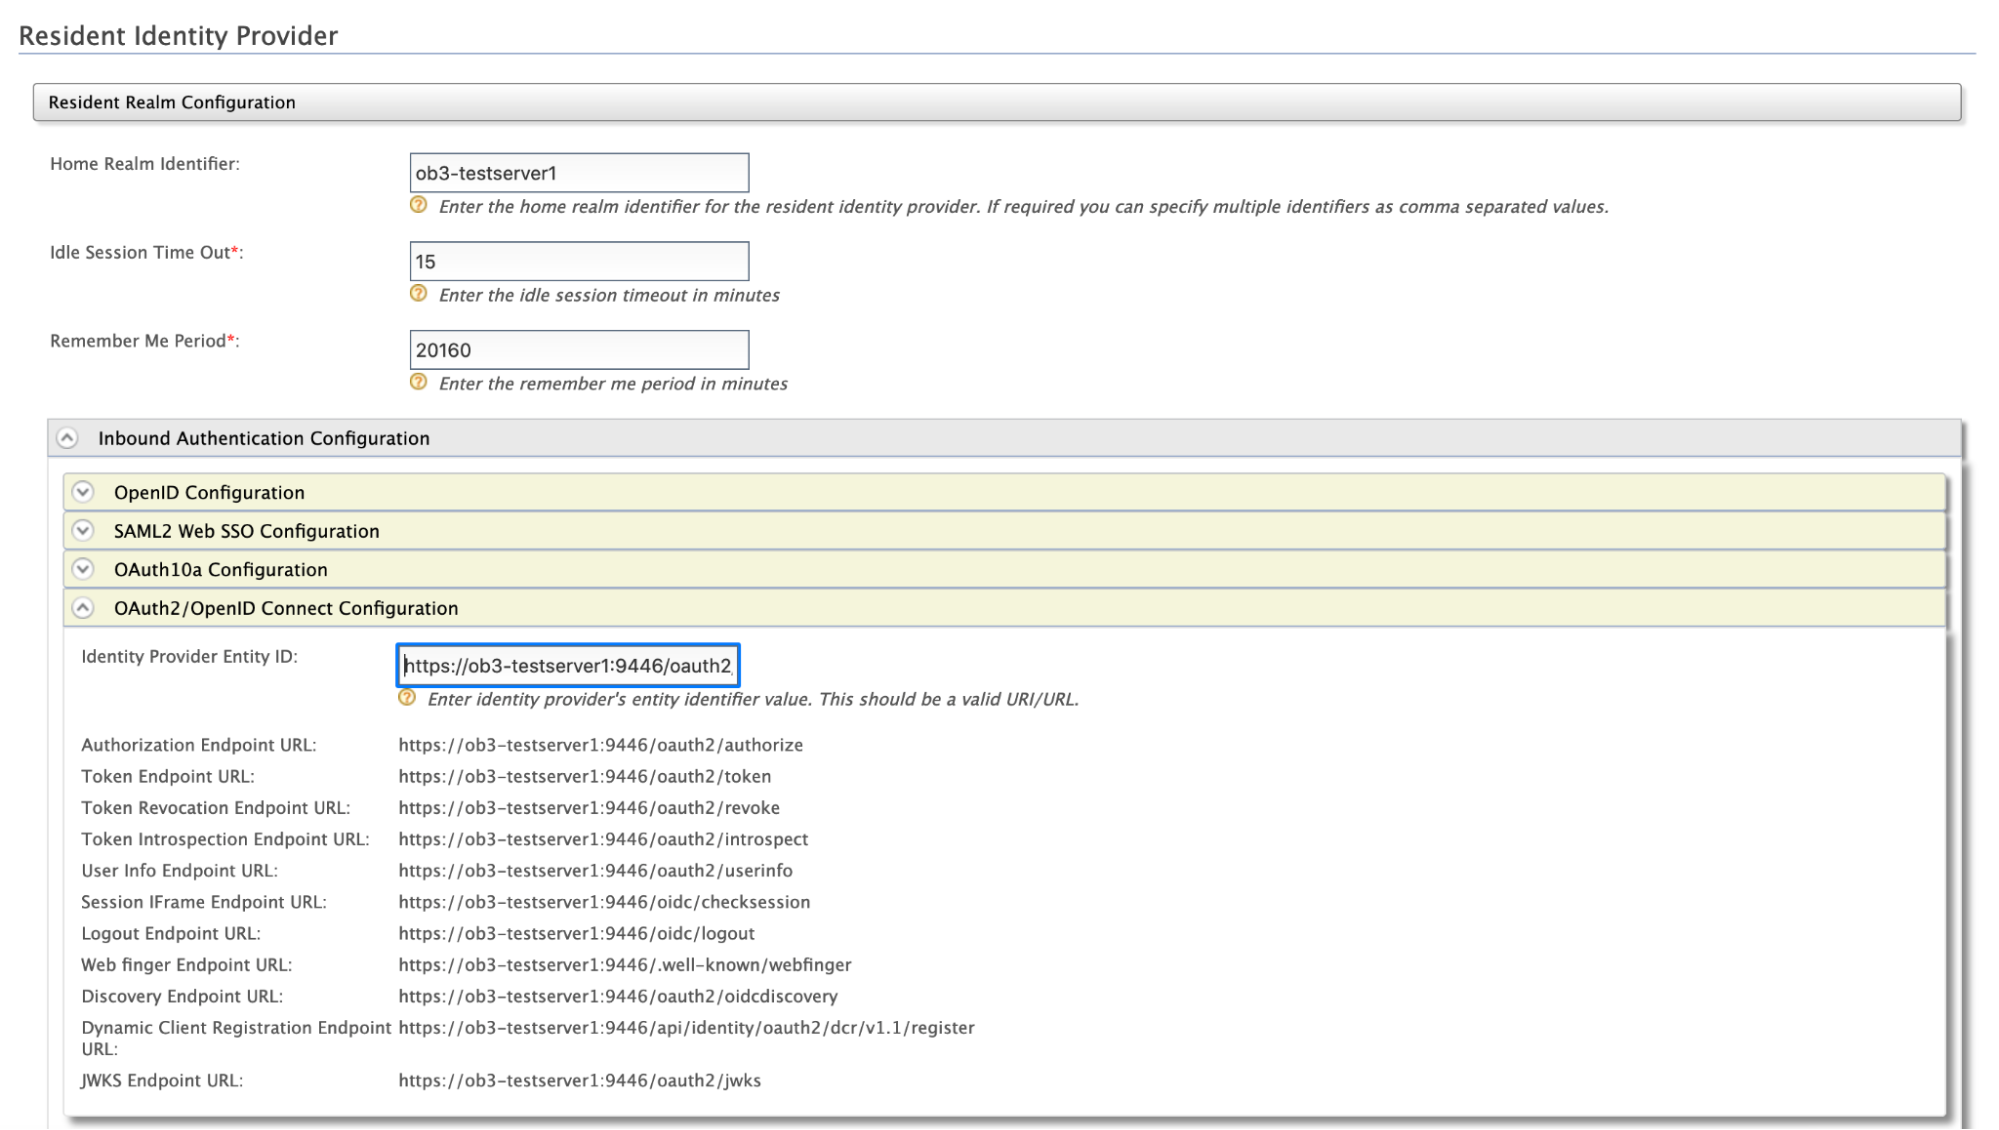 Resident Identity Provider
Resident Realm Configuration
Home Realm Identifier:
ob3-testserver1
Enter the home realm identifier for the resident identity provider. If required you can specify multiple identifiers as comma separated values.
Idle Session Time Out*:
15
Enter the idle session timeout in minutes
Remember Me Period*:
20160
Enter the remember me period in minutes
Inbound Authentication Configuration
OpenID Configuration
SAML2 Web SSO Configuration
OAuth10a Configuration
OAuth2/OpenID Connect Configuration
Identity Provider Entity ID:
https://ob3-testserver1:9446/oauth2
Enter identity provider's entity identifier value. This should be a valid URI/URL.
Authorization Endpoint URL: https://ob3-testserver1:9446/oauth2/authorize
Token Endpoint URL: https://ob3-testserver1:9446/oauth2/token
Token Revocation Endpoint URL: https://ob3-testserver1:9446/oauth2/revoke
Token Introspection Endpoint URL: https://ob3-testserver1:9446/oauth2/introspect
User Info Endpoint URL: https://ob3-testserver1:9446/oauth2/userinfo
Session IFrame Endpoint URL: https://ob3-testserver1:9446/oidc/checksession
Logout Endpoint URL: https://ob3-testserver1:9446/oidc/logout
Web finger Endpoint URL: https://ob3-testserver1:9446/.well-known/webfinger
Discovery Endpoint URL: https://ob3-testserver1:9446/oauth2/oidcdiscovery
Dynamic Client Registration Endpoint https://ob3-testserver1:9446/api/identity/oauth2/dcr/v1.1/register
URL:
JWKS Endpoint URL: https://ob3-testserver1:9446/oauth2/jwks